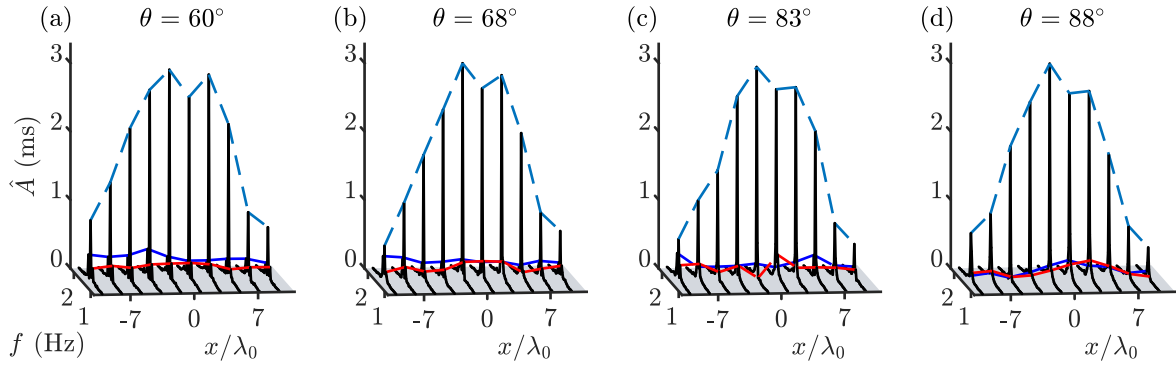 (a) θ = 60° (b) θ = 68° (c) θ = 83° (d) θ = 88°
3 3 3 3
2 2 2 2
Â (ms)
1 1 1 1
0 0 0 0
2 2 2 2
1 -7 0 7 1 -7 0 7 1 -7 0 7 1 -7 0 7
f (Hz) x/λ₀ x/λ₀ x/λ₀ x/λ₀